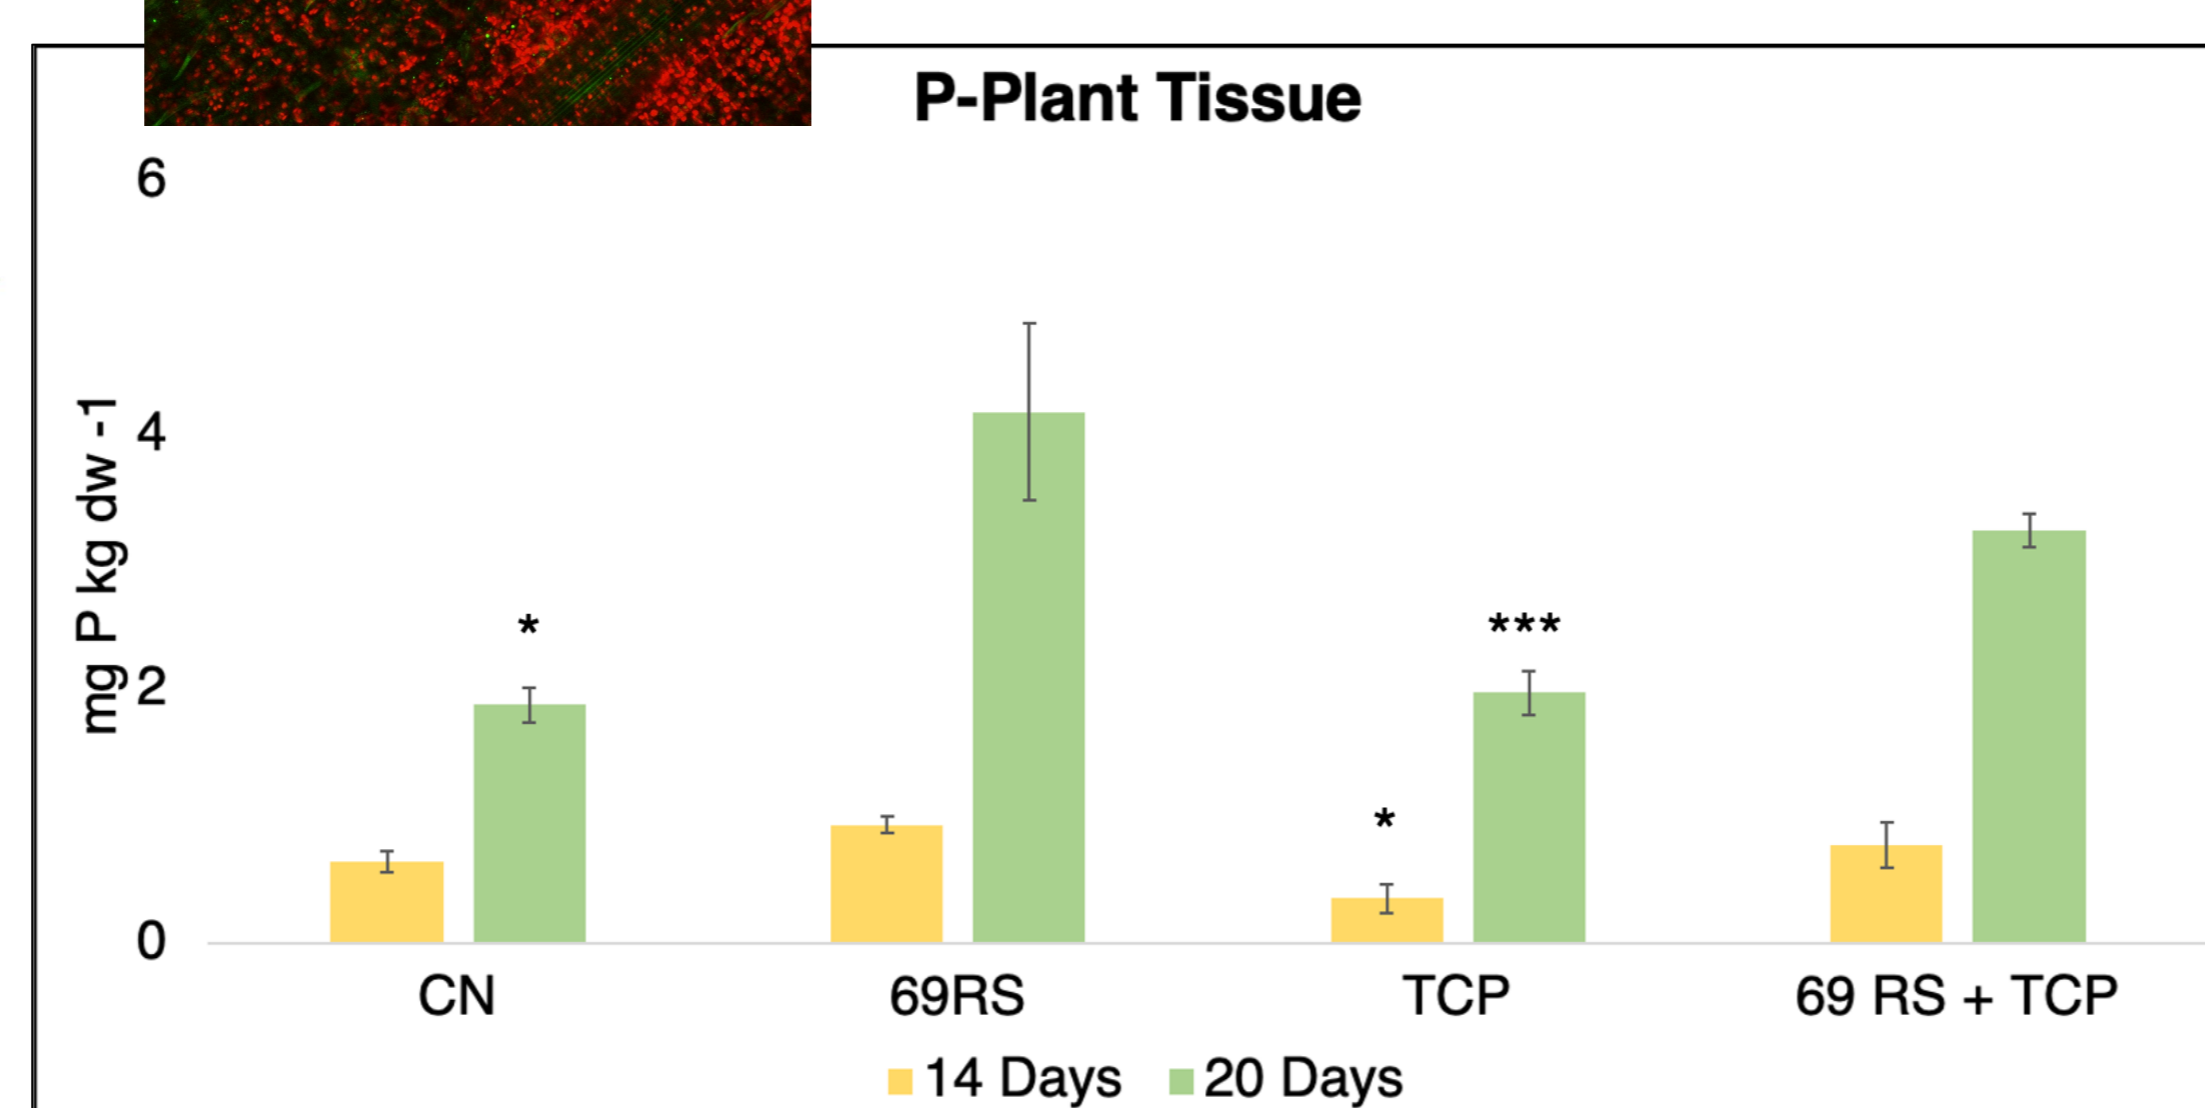 P-Plant Tissue
6
4
2
0
mg P kg dw -1
*
***
*
CN 69RS TCP 69 RS + TCP
14 Days 20 Days